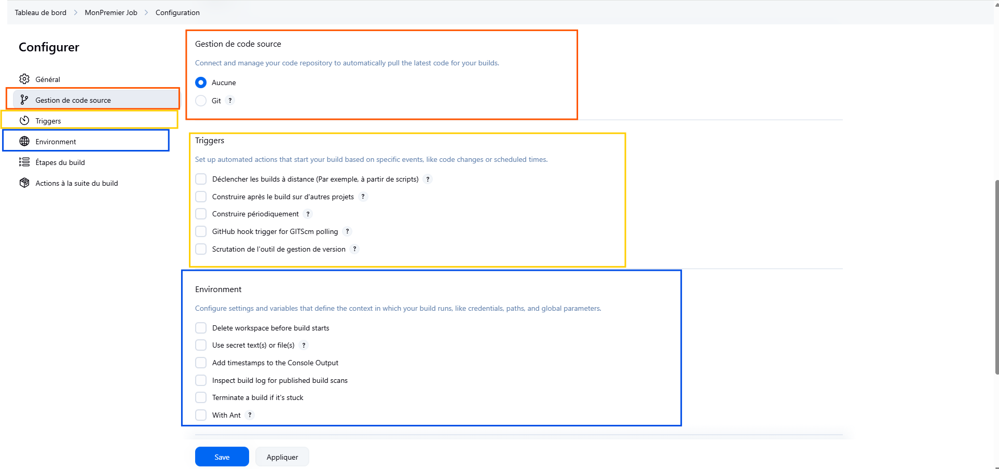 Tableau de bord > MonPremier Job > Configuration
Configurer
Général
Gestion de code source
Triggers
Environment
Étapes du build
Actions à la suite du build
Gestion de code source
Connect and manage your code repository to automatically pull the latest code for your builds.
Aucune
Git ?
Triggers
Set up automated actions that start your build based on specific events, like code changes or scheduled times.
Déclencher les builds à distance (Par exemple, à partir de scripts) ?
Construire après le build sur d'autres projets ?
Construire périodiquement ?
GitHub hook trigger for GITScm polling ?
Scrutation de l'outil de gestion de version ?
Environment
Configure settings and variables that define the context in which your build runs, like credentials, paths, and global parameters.
Delete workspace before build starts
Use secret text(s) or file(s) ?
Add timestamps to the Console Output
Inspect build log for published build scans
Terminate a build if it's stuck
With Ant ?
Save Appliquer